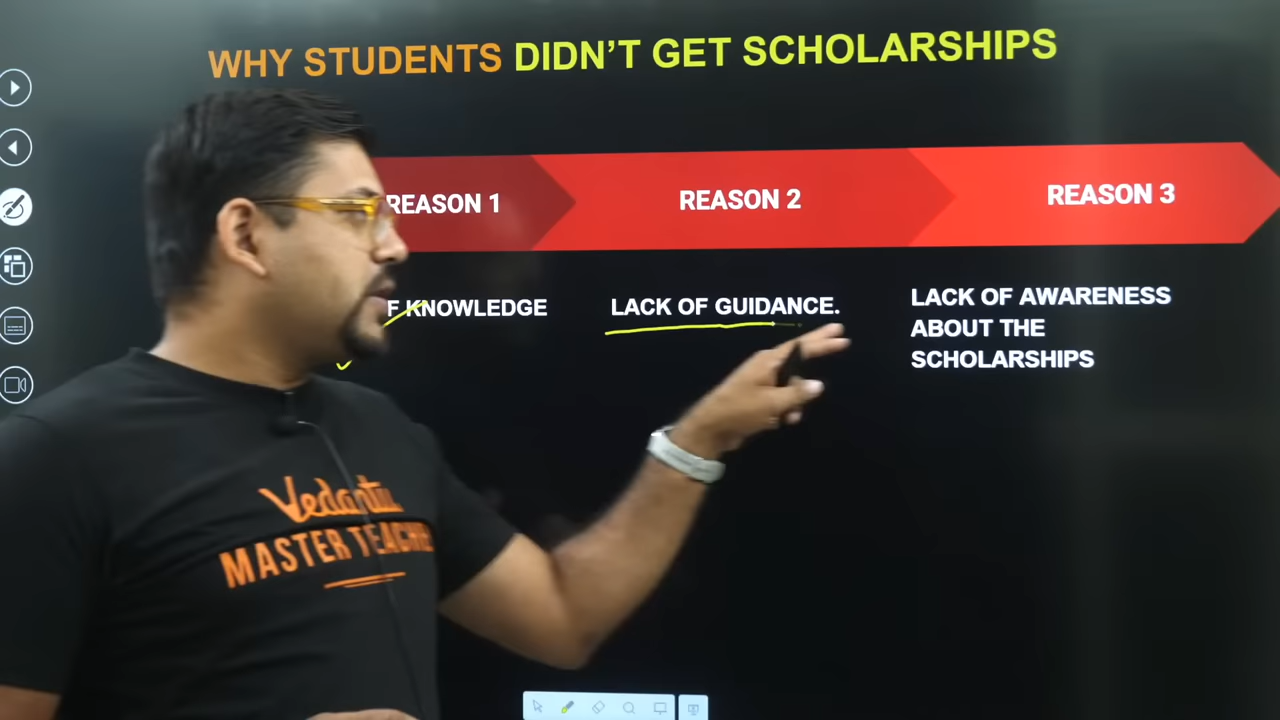 WHY STUDENTS DIDN'T GET SCHOLARSHIPS
REASON 1
REASON 2
REASON 3
F KNOWLEDGE
LACK OF GUIDANCE.
LACK OF AWARENESS
ABOUT THE
SCHOLARSHIPS
Vedantu
MASTER TEACHER